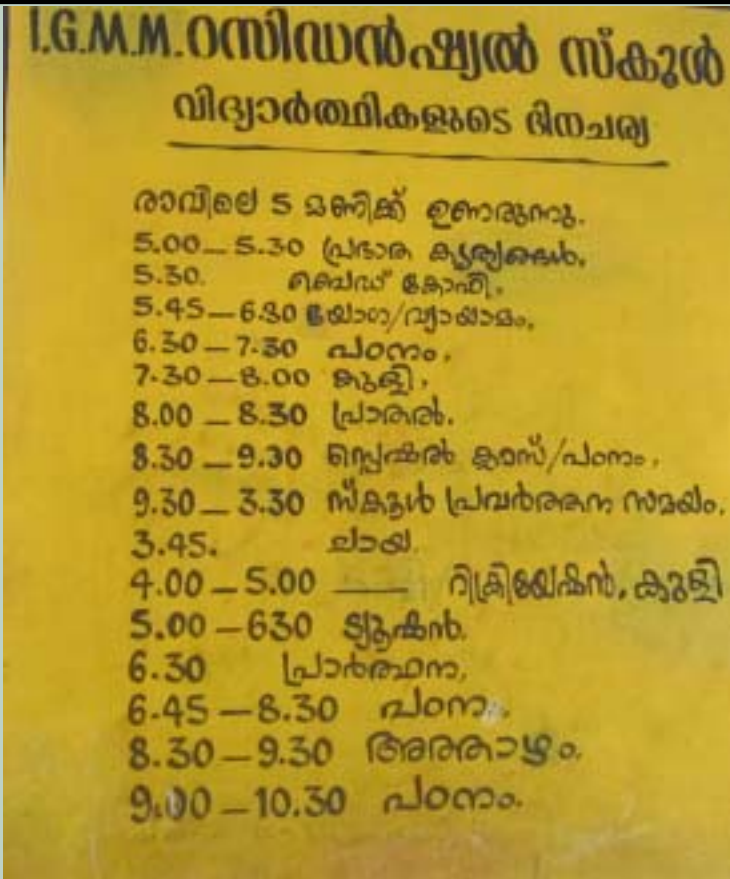 I.G.M.M.റസിഡൻഷ്യൽ സ്കൂൾ
വിദ്യാർത്ഥികളുടെ ദിനചര്യ
രാവിലെ 5 മണിക്ക് ഉണരുന്നു.
5.00—5.30 പ്രഭാത കൃത്യങ്ങൾ.
5.30. ബെഡ് കോഫി.
5.45—6.30 യോഗ/വ്യായാമം.
6.30—7.30 പഠനം.
7.30—8.00 കുളി.
8.00—8.30 പ്രാതൽ.
8.30—9.30 സ്പെഷൽ ക്ലാസ്/പഠനം.
9.30—3.30 സ്കൂൾ പ്രവർത്തന സമയം.
3.45. ചായ.
4.00—5.00 —— റിക്രിയേഷൻ, കുളി
5.00—630 ട്യൂഷൻ.
6.30 പ്രാർത്ഥന.
6.45—8.30 പഠനം.
8.30—9.30 അത്താഴം.
9.00—10.30 പഠനം.